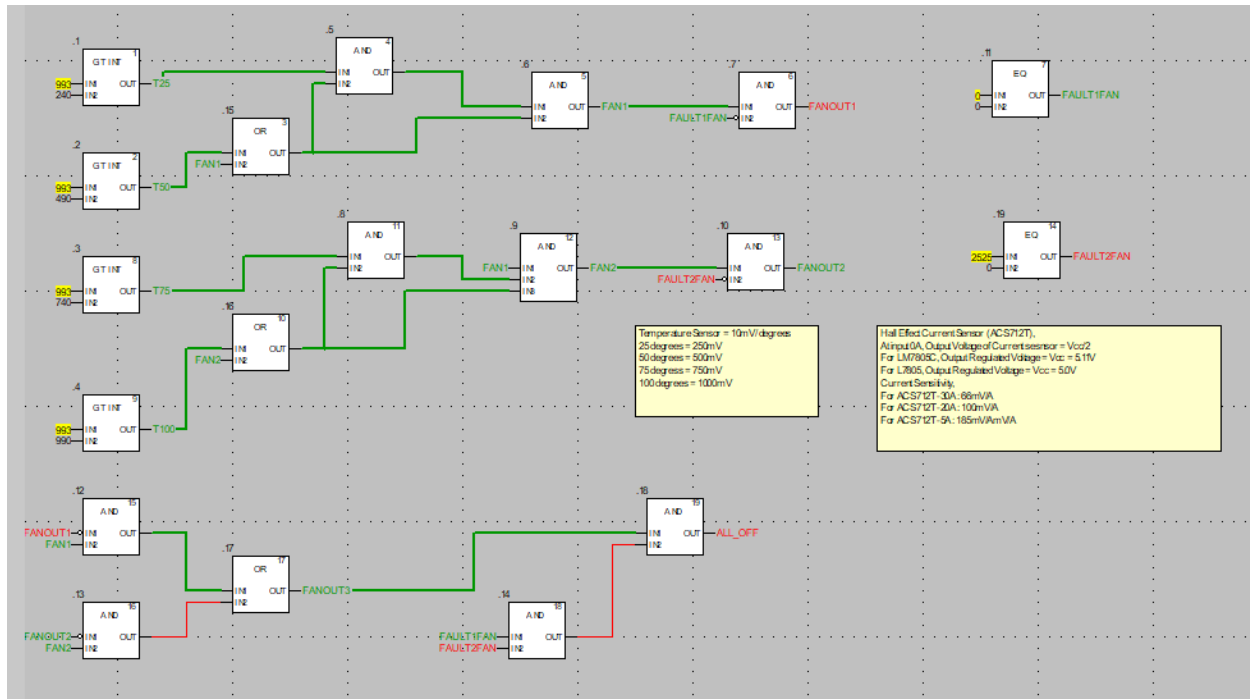 .1
GT INT
1
993 IN1 OUT T25
240 IN2
.5
AND
4
IN1 OUT
IN2
.6
AND
5
IN1 OUT FAN1
IN2
.7
AND
6
IN1 OUT FANOUT1
FAULT1FAN IN2
.11
EQ
7
0 IN1 OUT FAULT1FAN
0 IN2
.15
OR
3
IN1 OUT
FAN1 IN2
.2
GT INT
2
993 IN1 OUT T50
490 IN2
.8
AND
11
IN1 OUT
IN2
.9
AND
12
FAN1 IN1 OUT FAN2
IN2
IN3
.10
AND
13
IN1 OUT FANOUT2
FAULT2FAN IN2
.19
EQ
14
2525 IN1 OUT FAULT2FAN
0 IN2
.3
GT INT
8
993 IN1 OUT T75
740 IN2
.16
OR
10
IN1 OUT
FAN2 IN2
Temperature Sensor = 10mV/degrees
25 degrees = 250mV
50 degrees = 500mV
75 degress = 750mV
100 degrees = 1000mV
Hall Effect Current Sensor (ACS712T),
At input 0A, Output Voltage of Current sesnsor = Vcc/2
For LM7805C, Output Regulated Voltage = Vcc = 5.11V
For L7805, Output Regulated Voltage = Vcc = 5.0V
Current Sensitivity,
For ACS712T-30A : 66mV/A
For ACS712T-20A : 100mV/A
For ACS712T-5A : 185mV/AmV/A
.4
GT INT
9
993 IN1 OUT T100
990 IN2
.12
AND
15
FANOUT1 IN1 OUT
FAN1 IN2
.17
OR
17
IN1 OUT FANOUT3
IN2
.18
AND
19
IN1 OUT ALL_OFF
IN2
.13
AND
16
FANOUT2 IN1 OUT
FAN2 IN2
.14
AND
18
FAULT1FAN IN1 OUT
FAULT2FAN IN2